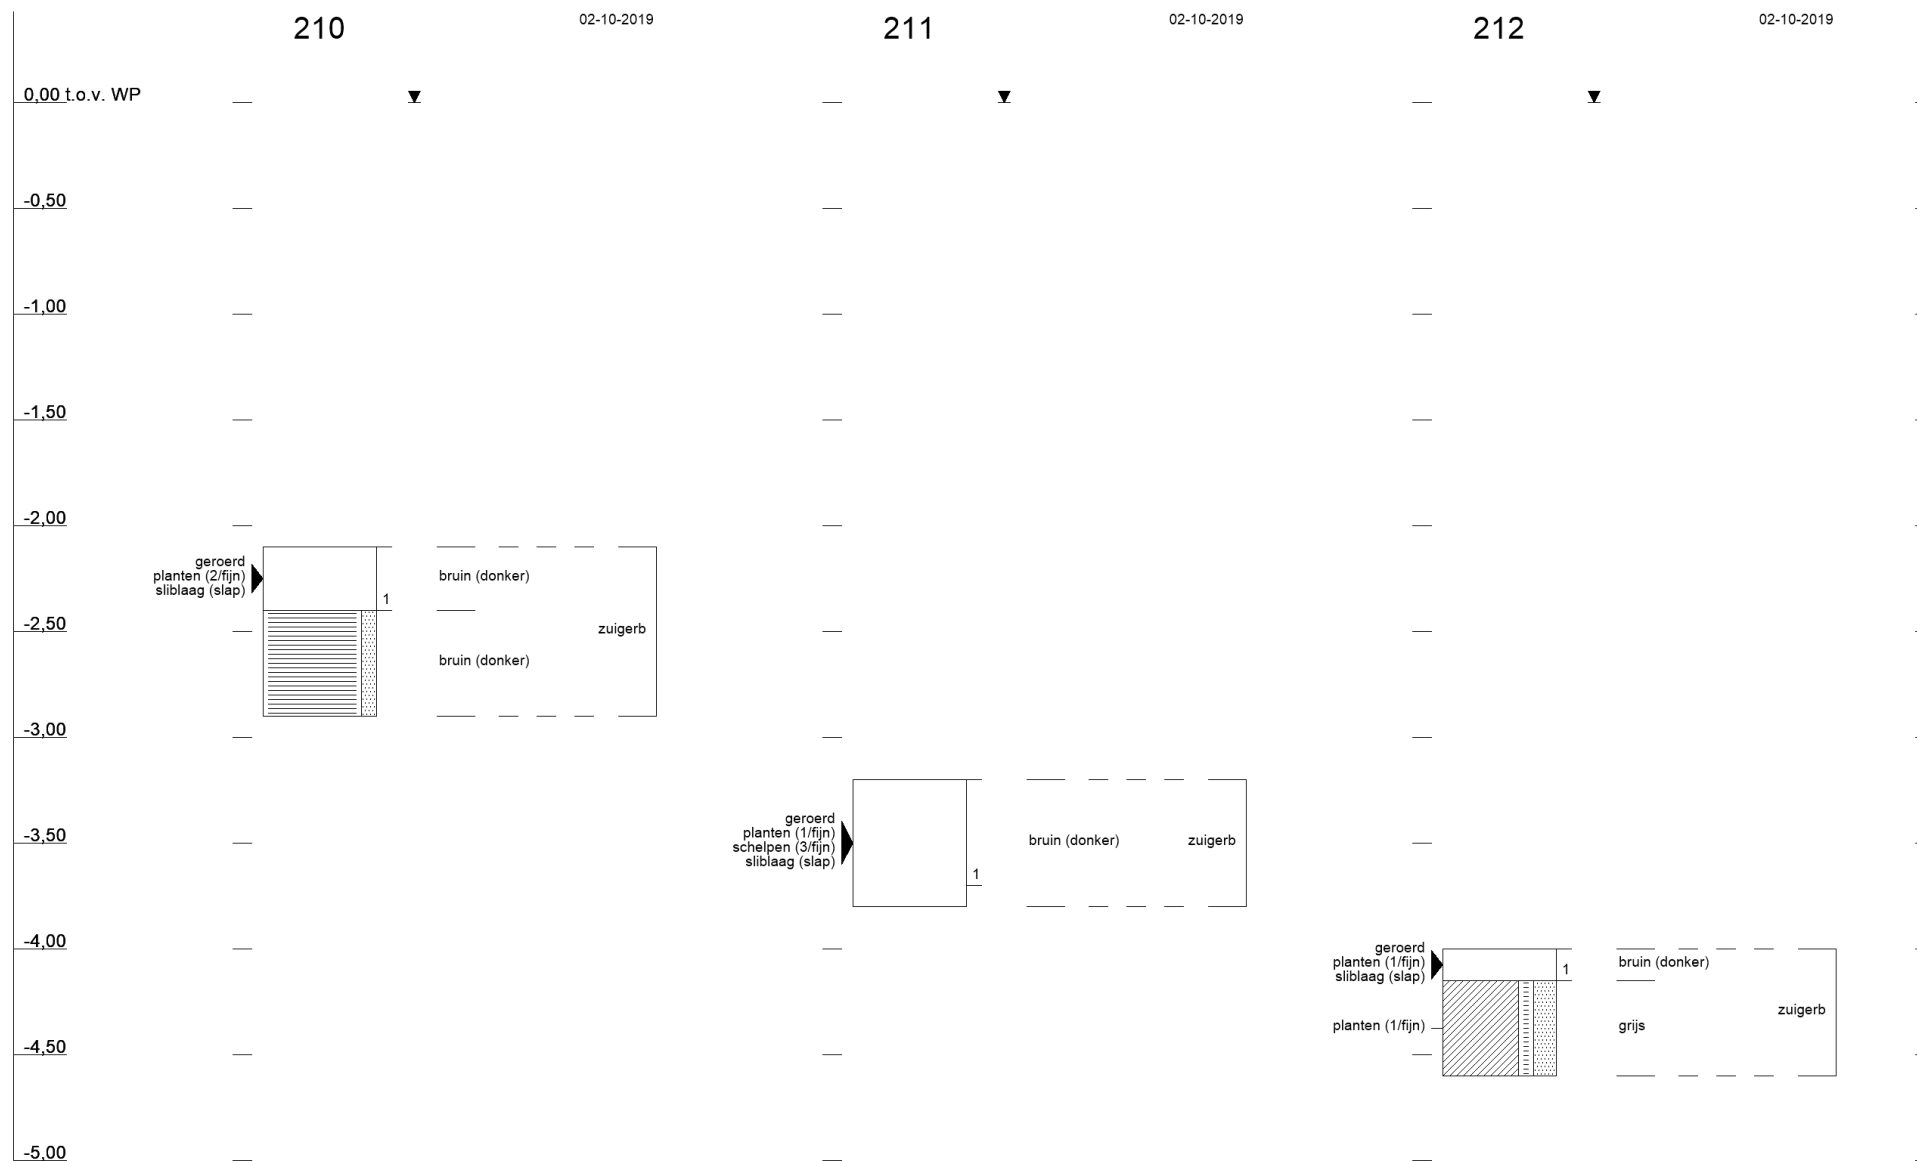 210
02-10-2019
211
02-10-2019
212
02-10-2019
0,00 t.o.v. WP
-0,50
-1,00
-1,50
-2,00
geroerd
planten (2/fijn)
sliblaag (slap)
1
bruin (donker)
zuigerb
bruin (donker)
-2,50
-3,00
geroerd
planten (1/fijn)
schelpen (3/fijn)
sliblaag (slap)
1
bruin (donker)
zuigerb
-3,50
-4,00
geroerd
planten (1/fijn)
sliblaag (slap)
1
bruin (donker)
zuigerb
planten (1/fijn)
grijs
-4,50
-5,00